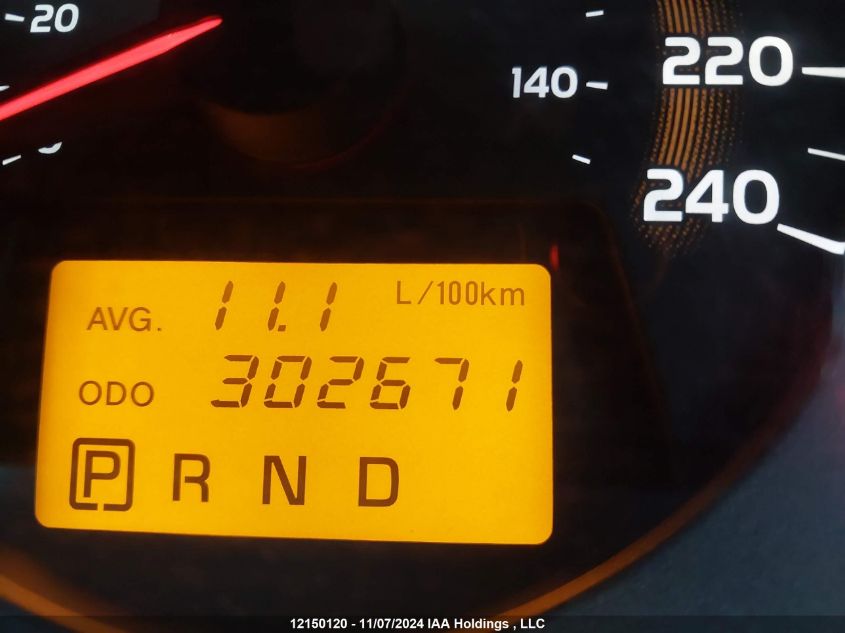 20
140
220
240
AVG. 11.1 L/100km
ODO 302671
P R N D
12150120 - 11/07/2024 IAA Holdings , LLC